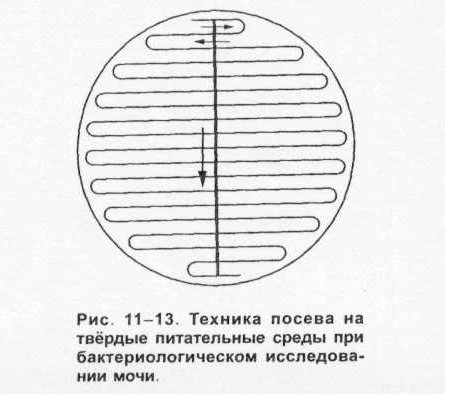 Рис. 11–13. Техника посева на
твёрдые питательные среды при
бактериологическом исследова-
нии мочи.